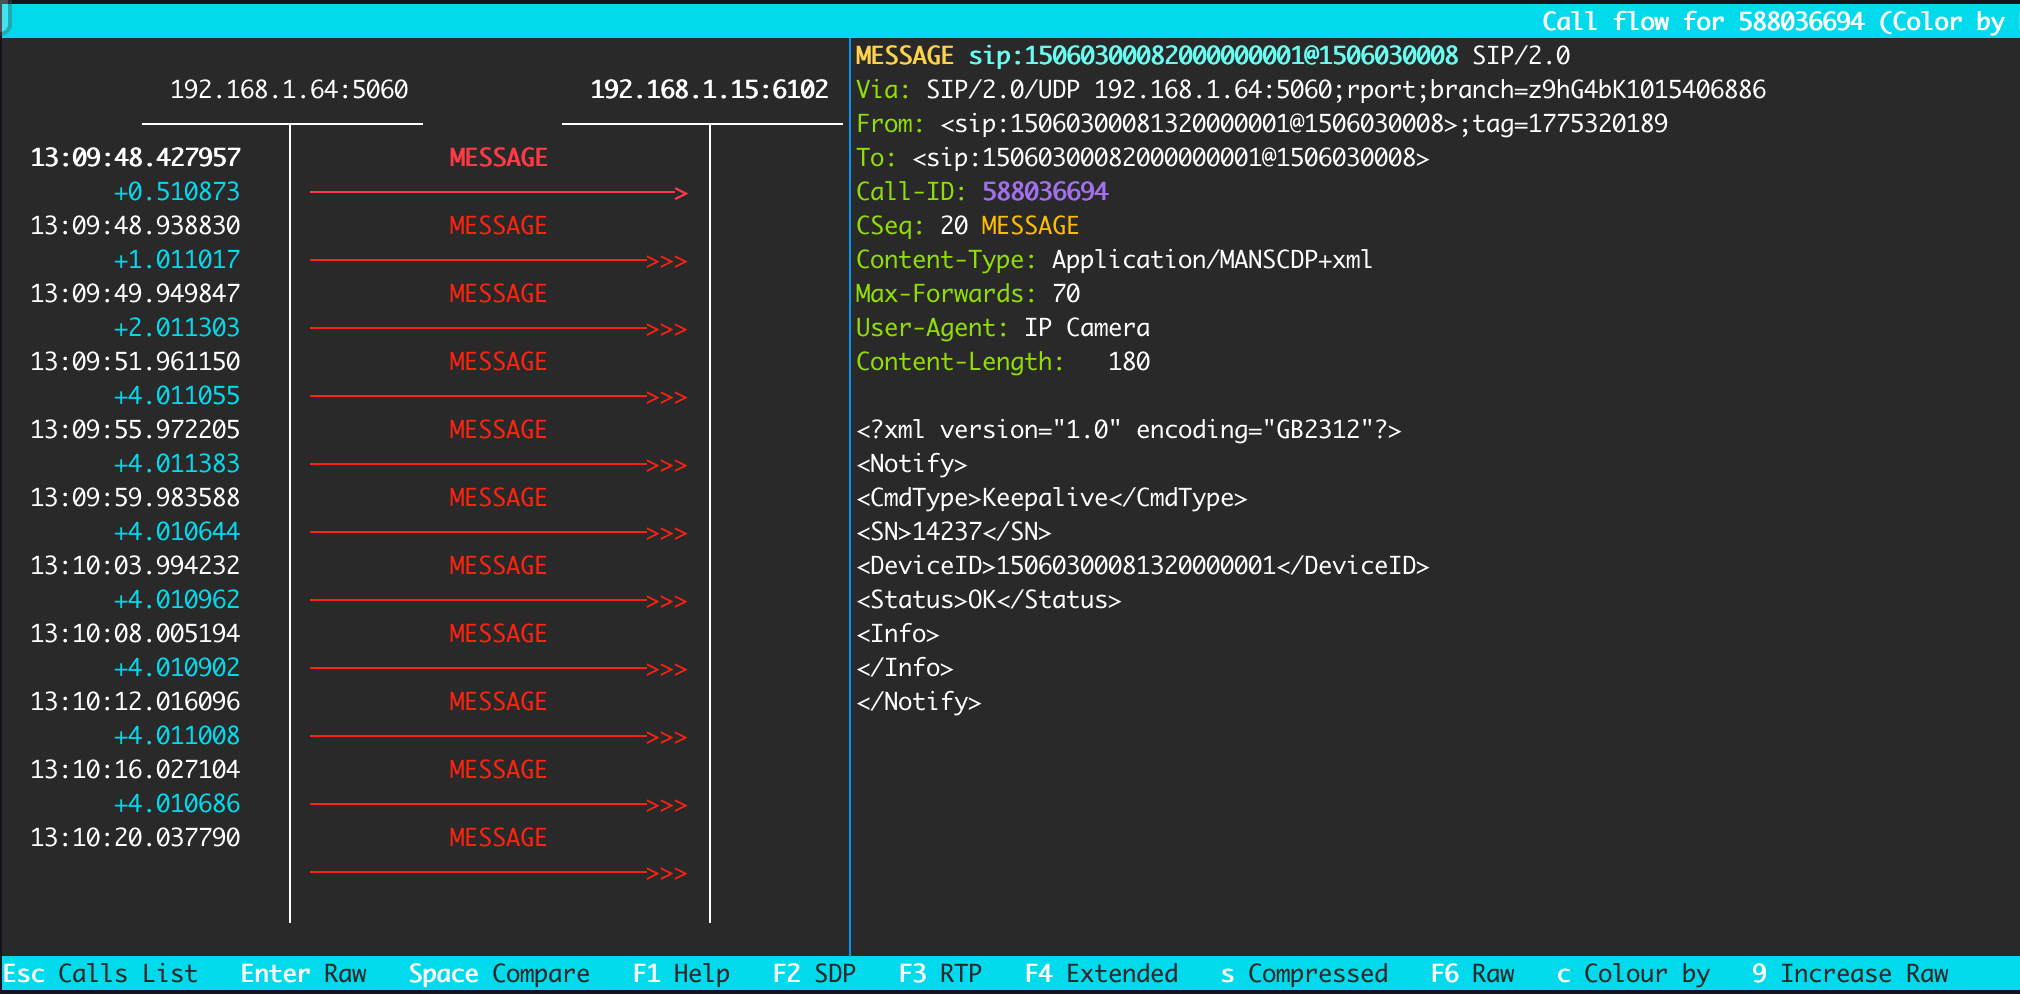 Call flow for 588036694 (Color by
192.168.1.64:5060 192.168.1.15:6102
13:09:48.427957 MESSAGE
+0.510873 >
13:09:48.938830 MESSAGE
+1.011017 >>>
13:09:49.949847 MESSAGE
+2.011303 >>>
13:09:51.961150 MESSAGE
+4.011055 >>>
13:09:55.972205 MESSAGE
+4.011383 >>>
13:09:59.983588 MESSAGE
+4.010644 >>>
13:10:03.994232 MESSAGE
+4.010962 >>>
13:10:08.005194 MESSAGE
+4.010902 >>>
13:10:12.016096 MESSAGE
+4.011008 >>>
13:10:16.027104 MESSAGE
+4.010686 >>>
13:10:20.037790 MESSAGE
>>>
MESSAGE sip:15060300082000000001@1506030008 SIP/2.0
Via: SIP/2.0/UDP 192.168.1.64:5060;rport;branch=z9hG4bK1015406886
From: <sip:15060300081320000001@1506030008>;tag=1775320189
To: <sip:15060300082000000001@1506030008>
Call-ID: 588036694
CSeq: 20 MESSAGE
Content-Type: Application/MANSCDP+xml
Max-Forwards: 70
User-Agent: IP Camera
Content-Length:   180
<?xml version="1.0" encoding="GB2312"?>
<Notify>
<CmdType>Keepalive</CmdType>
<SN>14237</SN>
<DeviceID>15060300081320000001</DeviceID>
<Status>OK</Status>
<Info>
</Info>
</Notify>
Esc Calls List Enter Raw Space Compare F1 Help F2 SDP F3 RTP F4 Extended s Compressed F6 Raw c Colour by 9 Increase Raw